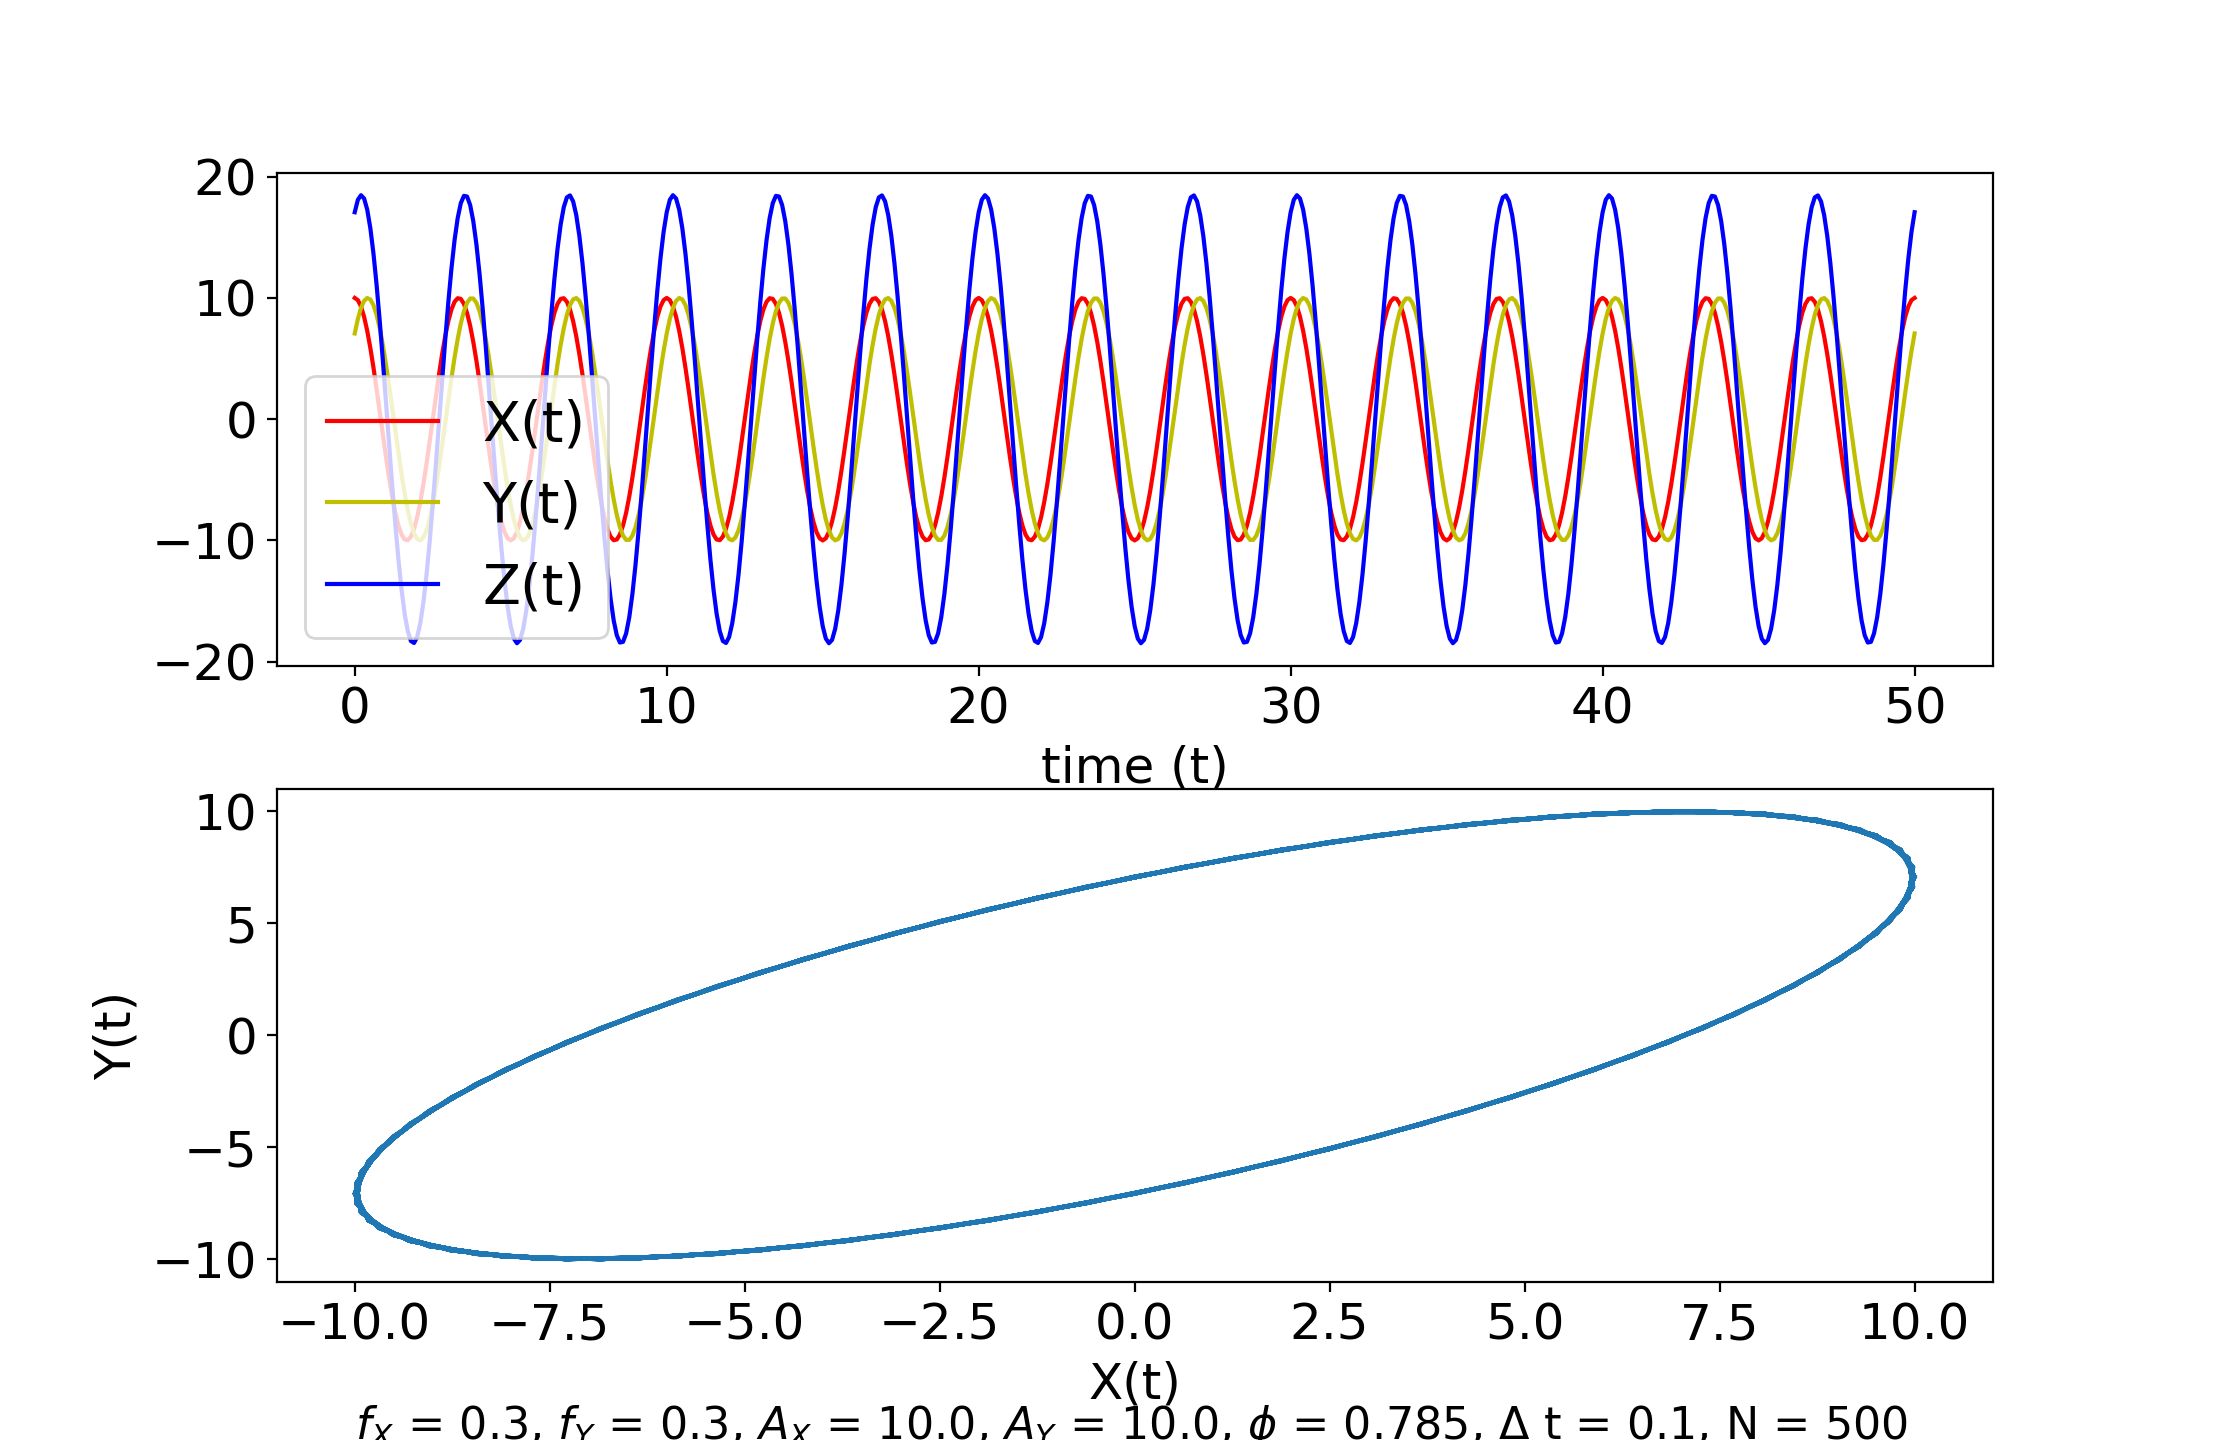 20
10
0
−10
−20
X(t)
Y(t)
Z(t)
0 10 20 30 40 50
time (t)
10
5
0
−5
−10
Y(t)
−10.0 −7.5 −5.0 −2.5 0.0 2.5 5.0 7.5 10.0
X(t)
f_X = 0.3, f_Y = 0.3, A_X = 10.0, A_Y = 10.0, ϕ = 0.785, Δ t = 0.1, N = 500